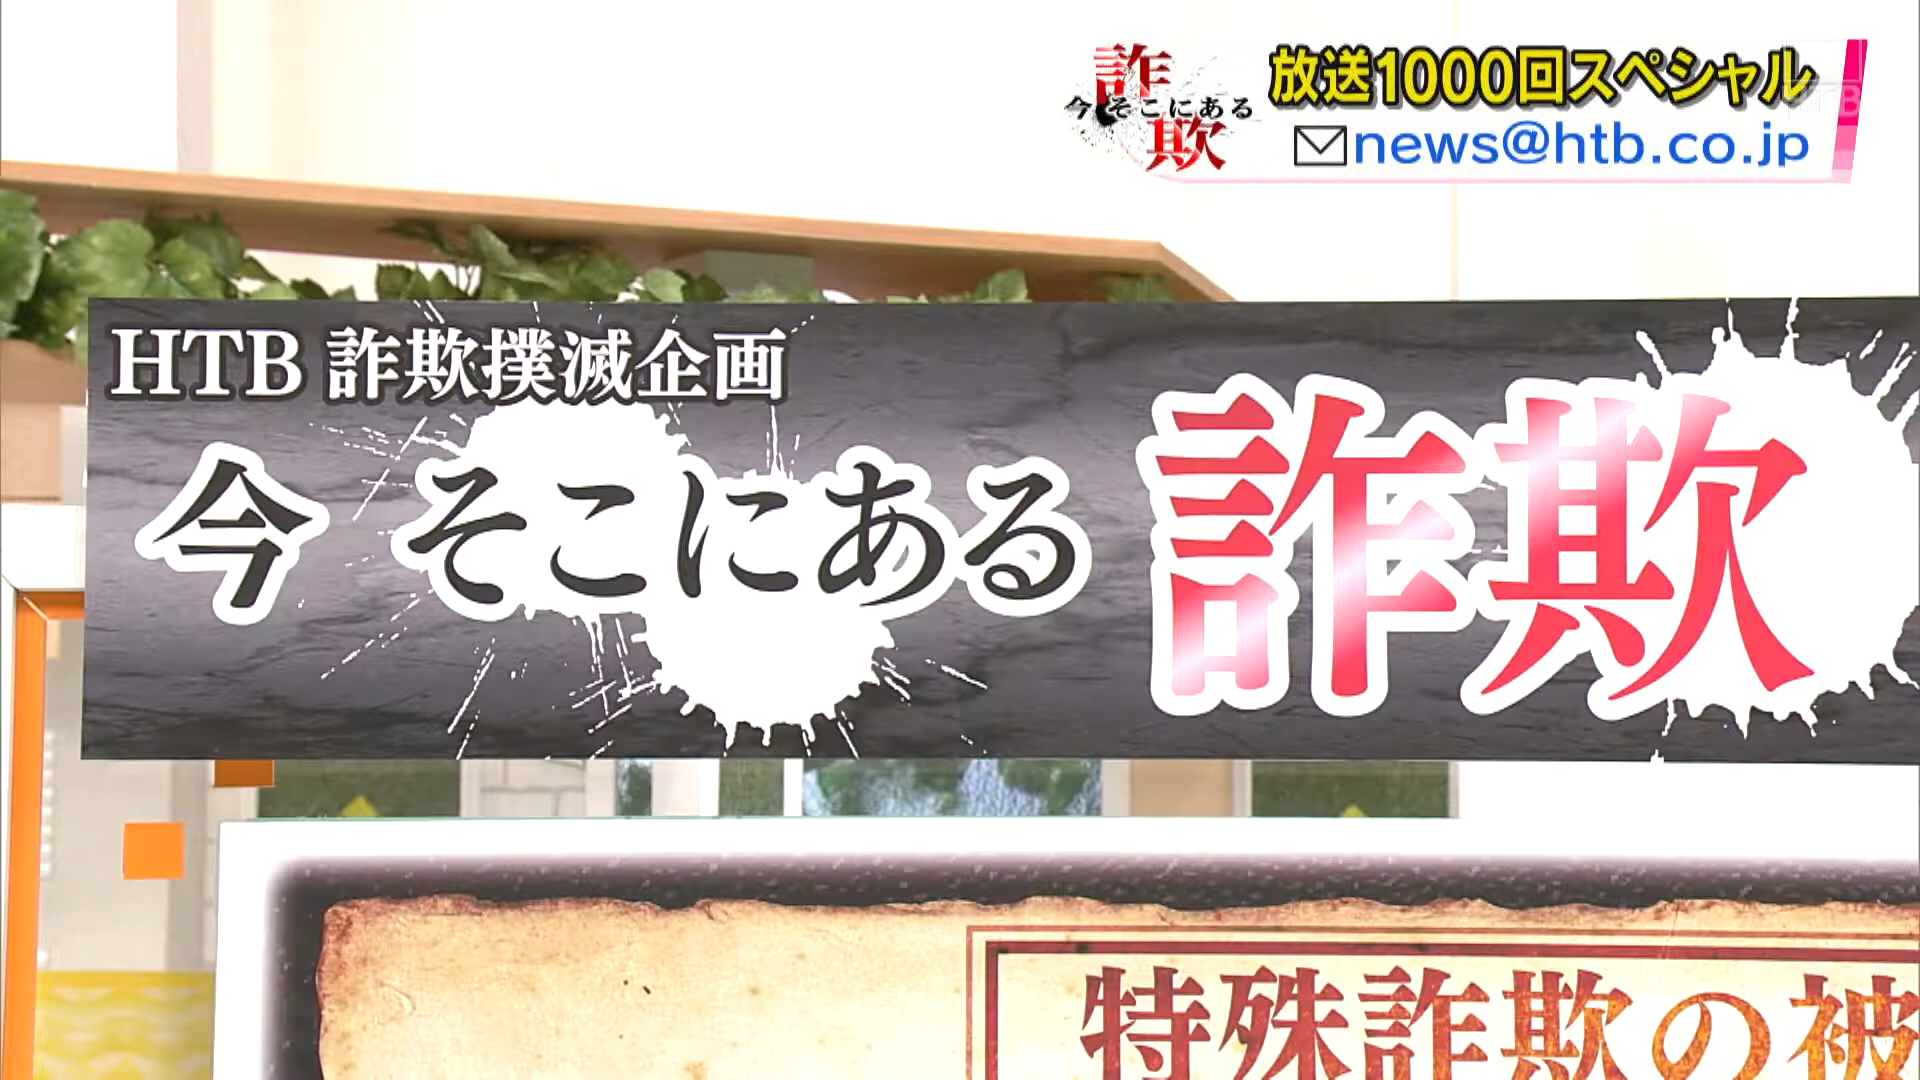 詐欺
今そこにある
放送1000回スペシャル
news@htb.co.jp
HTB
HTB 詐欺撲滅企画
今 そこにある 詐欺
特殊詐欺の被